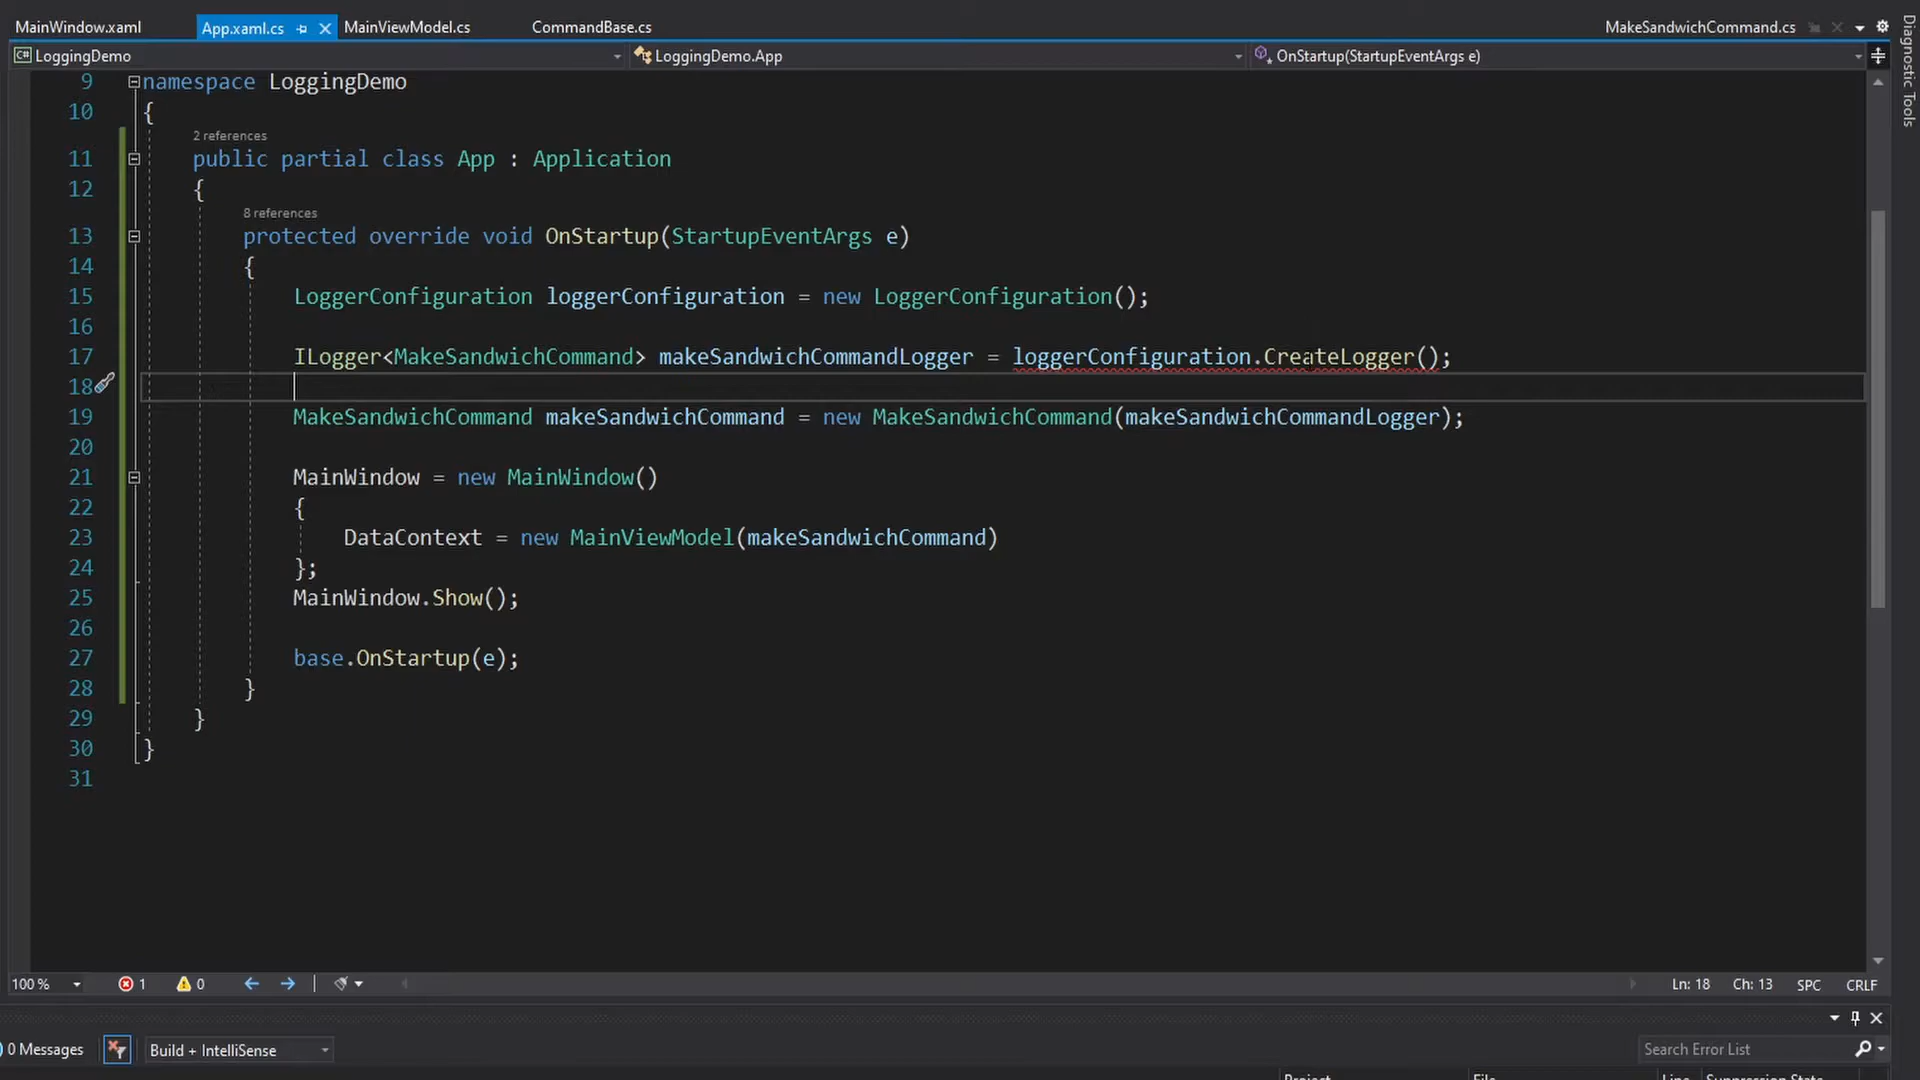 MainWindow.xaml
App.xaml.cs
MainViewModel.cs
CommandBase.cs
MakeSandwichCommand.cs
C# LoggingDemo
LoggingDemo.App
OnStartup(StartupEventArgs e)
Diagnostic Tools
9 namespace LoggingDemo
10 {
2 references
11 public partial class App : Application
12 {
8 references
13 protected override void OnStartup(StartupEventArgs e)
14 {
15 LoggerConfiguration loggerConfiguration = new LoggerConfiguration();
16
17 ILogger<MakeSandwichCommand> makeSandwichCommandLogger = loggerConfiguration.CreateLogger();
18
19 MakeSandwichCommand makeSandwichCommand = new MakeSandwichCommand(makeSandwichCommandLogger);
20
21 MainWindow = new MainWindow()
22 {
23 DataContext = new MainViewModel(makeSandwichCommand)
24 };
25 MainWindow.Show();
26
27 base.OnStartup(e);
28 }
29 }
30 }
31
100 %
1
0
Ln: 18
Ch: 13
SPC
CRLF
0 Messages
Build + IntelliSense
Search Error List
Project
File
Line
Suppression State